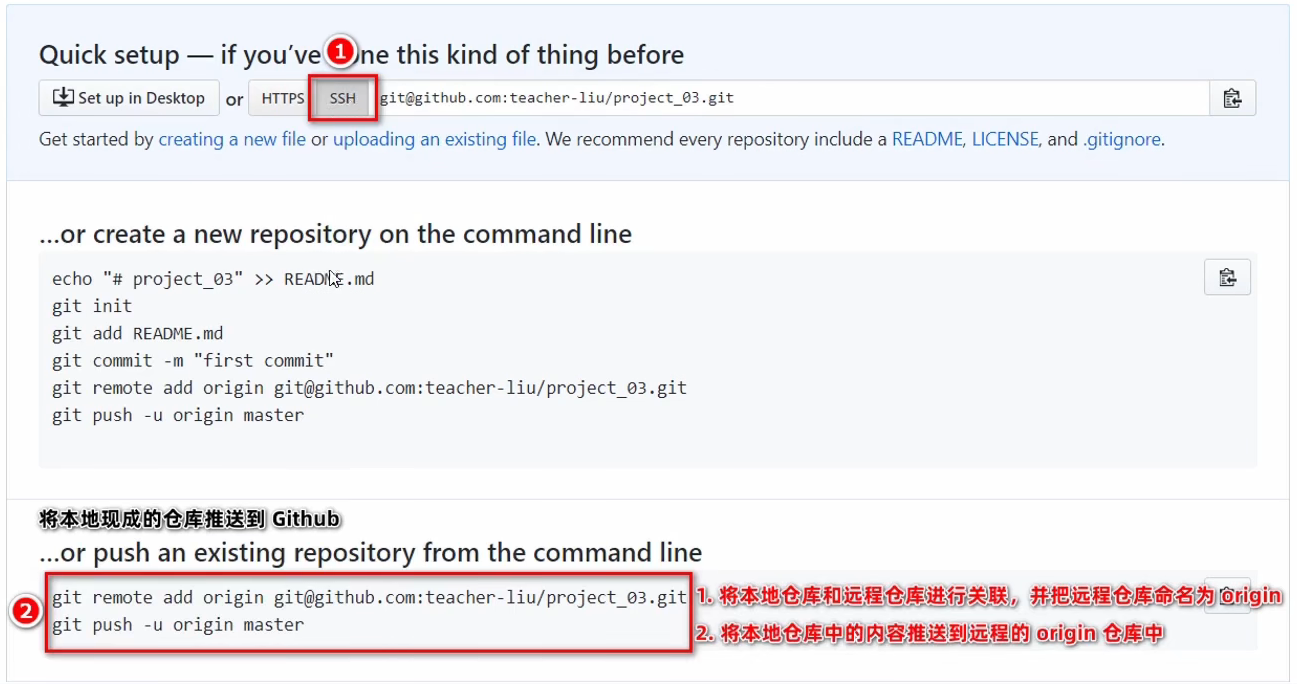 Quick setup — if you've 1 ne this kind of thing before
Set up in Desktop or HTTPS SSH git@github.com:teacher-liu/project_03.git
Get started by creating a new file or uploading an existing file. We recommend every repository include a README, LICENSE, and .gitignore.
...or create a new repository on the command line
echo "# project_03" >> README.md
git init
git add README.md
git commit -m "first commit"
git remote add origin git@github.com:teacher-liu/project_03.git
git push -u origin master
将本地现成的仓库推送到 Github
...or push an existing repository from the command line
2 git remote add origin git@github.com:teacher-liu/project_03.git 1. 将本地仓库和远程仓库进行关联，并把远程仓库命名为 origin
git push -u origin master 2. 将本地仓库中的内容推送到远程的 origin 仓库中